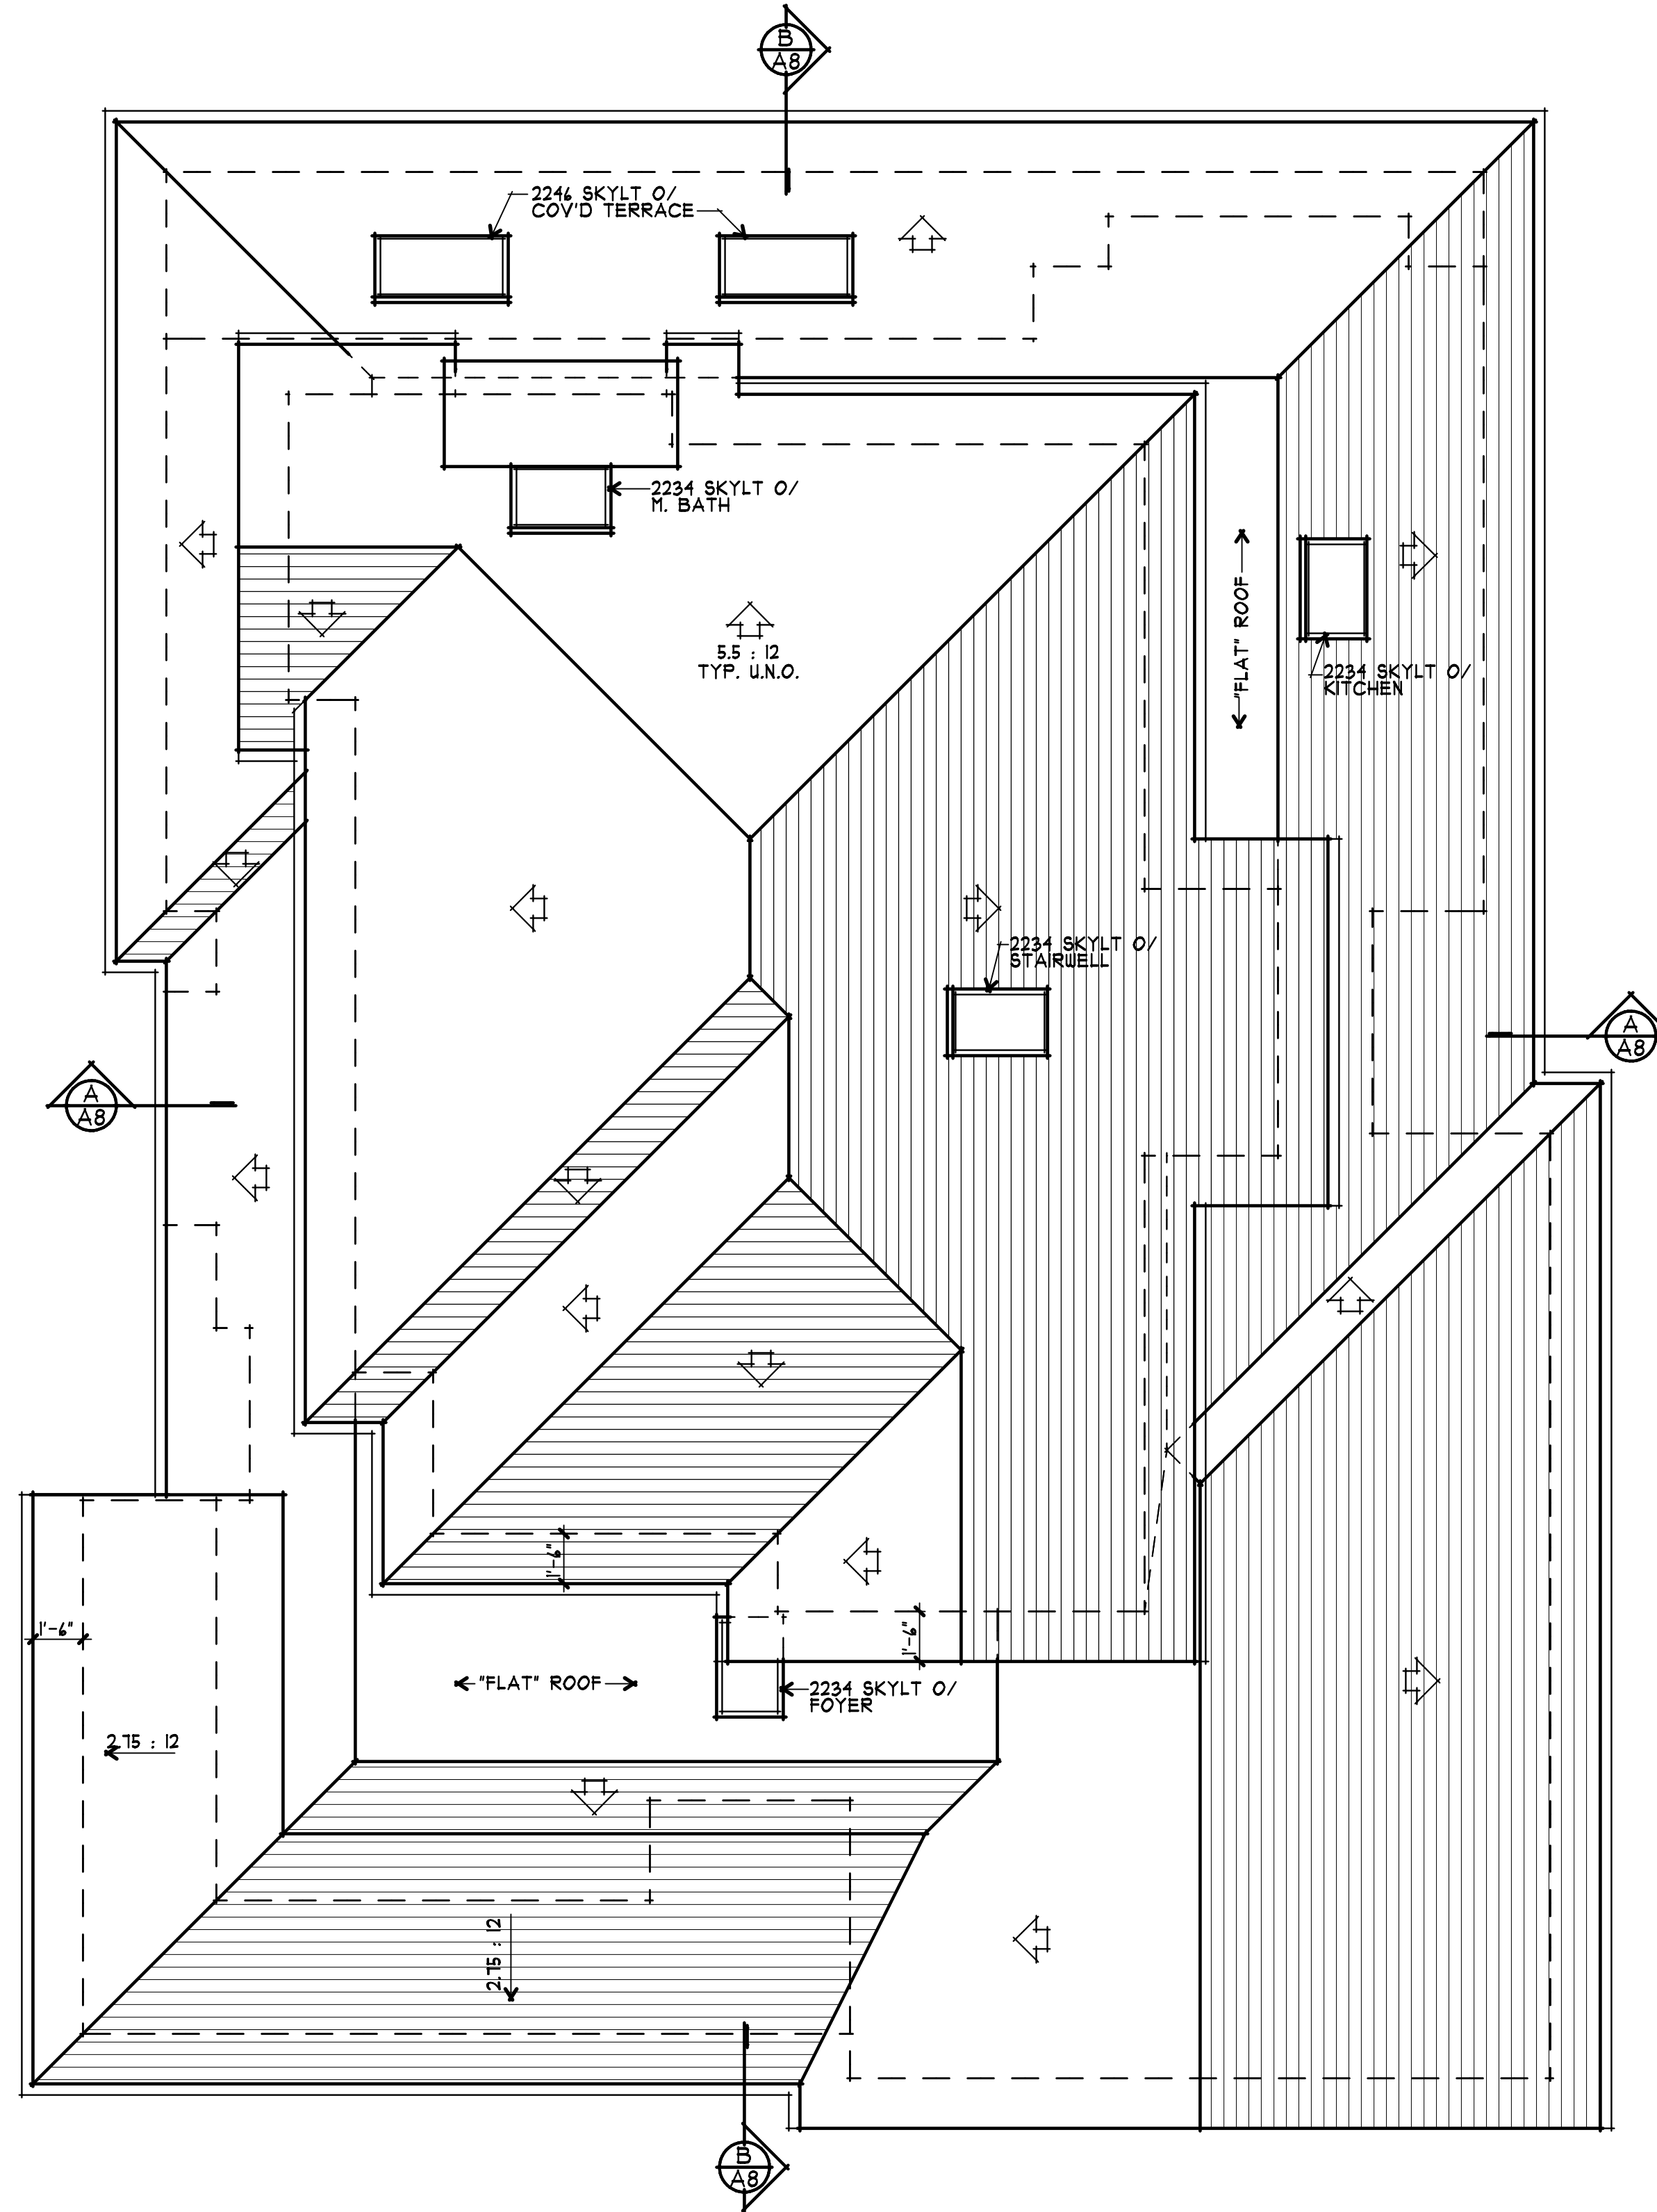 B
A8
2246 SKYLT O/
COV'D TERRACE
2234 SKYLT O/
M. BATH
"FLAT" ROOF
5.5 : 12
TYP. U.N.O.
2234 SKYLT O/
KITCHEN
2234 SKYLT O/
STAIRWELL
A
A8
A
A8
1'-6"
1'-6"
1'-6"
"FLAT" ROOF
2234 SKYLT O/
FOYER
2.75 : 12
2.75 : 12
B
A8